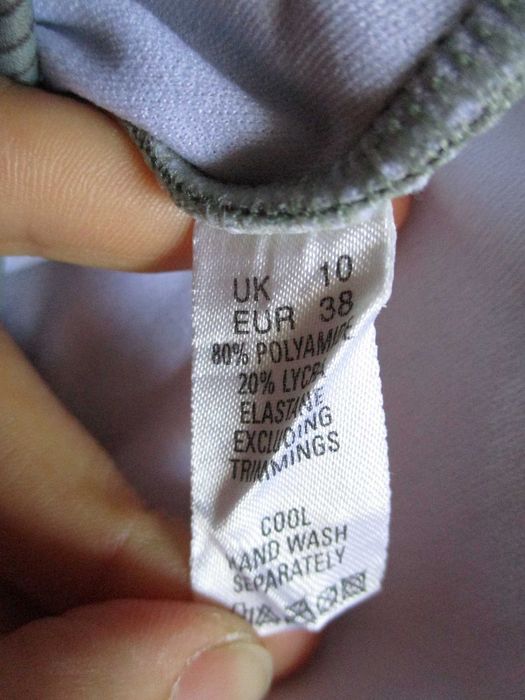 UK 10
EUR 38
80% POLYAMIDE
20% LYCRA
ELASTANE
EXCLUDING
TRIMMINGS
COOL
HAND WASH
SEPARATELY